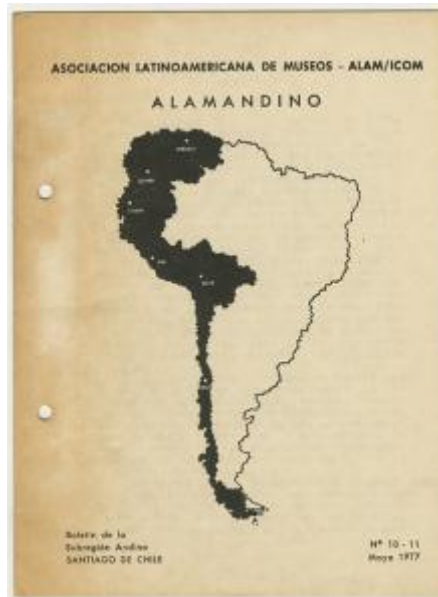 ASOCIACION LATINOAMERICANA DE MUSEOS - ALAM/ICOM
ALAMANDINO
Boletín de la
Subregión Andina
SANTIAGO DE CHILE
Nº 10 - 11
Mayo 1977